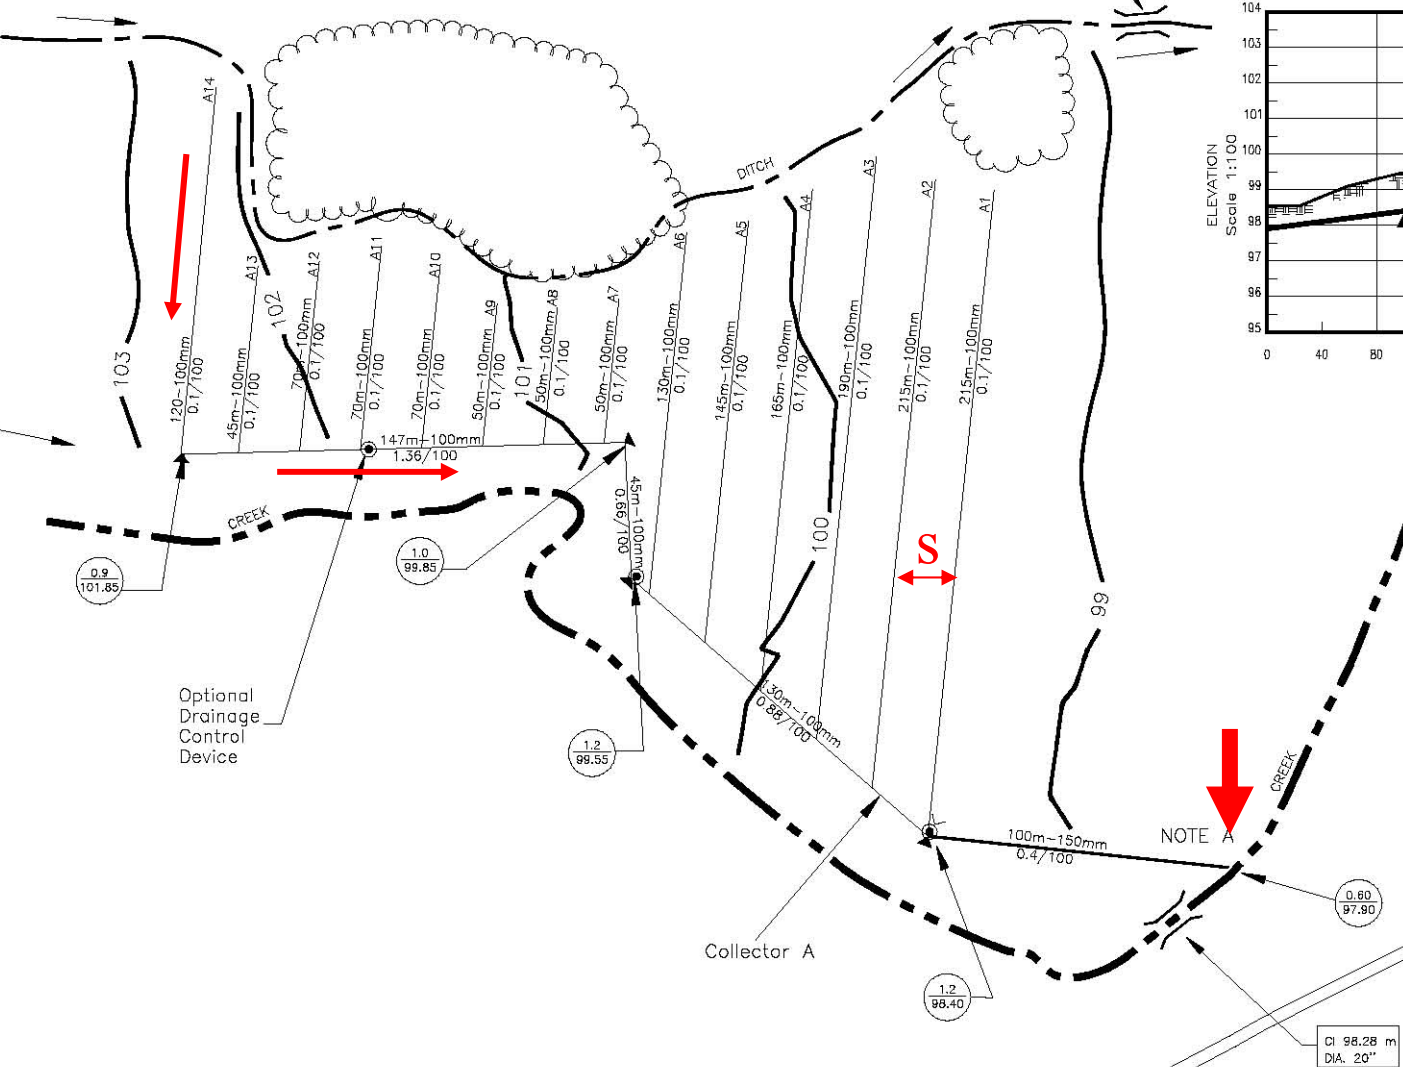 104
103
102
101
100
99
98
97
96
95
ELEVATION
Scale 1:100
0
40
80
A14
A13
A12
A11
A10
A9
A8
A7
A6
A5
A4
A3
A2
A1
DITCH
120-100mm
0.1/100
45m-100mm
0.1/100
70m-100mm
0.1/100
70m-100mm
0.1/100
70m-100mm
0.1/100
50m-100mm
0.1/100
50m-100mm
0.1/100
50m-100mm
0.1/100
130m-100mm
0.1/100
145m-100mm
0.1/100
165m-100mm
0.1/100
190m-100mm
0.1/100
215m-100mm
0.1/100
215m-100mm
0.1/100
103
102
101
100
99
147m-100mm
1.36/100
45m-100mm
0.66/100
CREEK
S
0.9
101.85
1.0
99.85
Optional
Drainage
Control
Device
1.2
99.55
130m-100mm
0.88/100
CREEK
NOTE A
100m-150mm
0.4/100
0.60
97.90
Collector A
1.2
98.40
CI 98.28 m
DIA. 20"